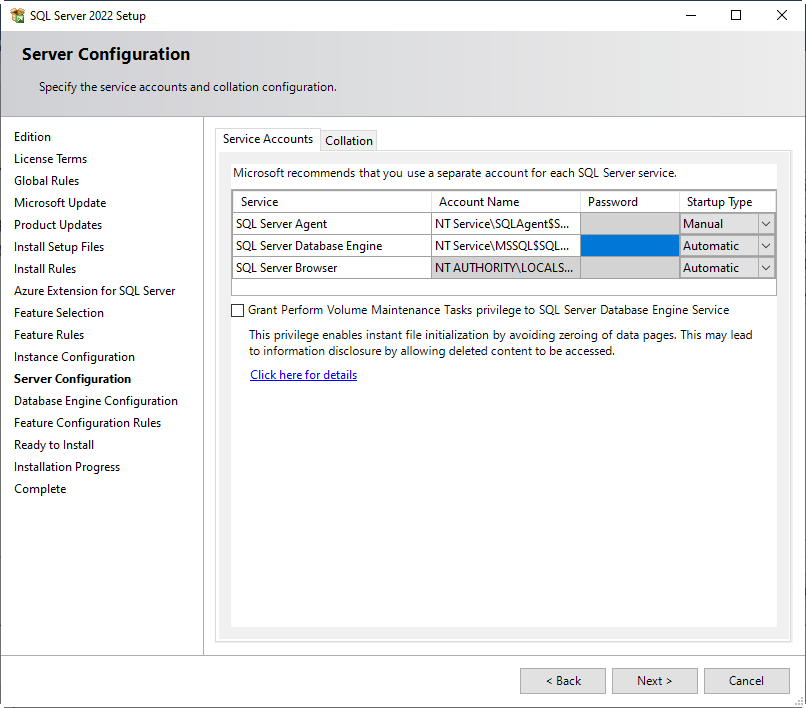 SQL Server 2022 Setup
Server Configuration
Specify the service accounts and collation configuration.
Edition
License Terms
Global Rules
Microsoft Update
Product Updates
Install Setup Files
Install Rules
Azure Extension for SQL Server
Feature Selection
Feature Rules
Instance Configuration
Server Configuration
Database Engine Configuration
Feature Configuration Rules
Ready to Install
Installation Progress
Complete
Service Accounts Collation
Microsoft recommends that you use a separate account for each SQL Server service.
Service Account Name Password Startup Type
SQL Server Agent NT Service\SQLAgent$S... Manual
SQL Server Database Engine NT Service\MSSQL$SQL... Automatic
SQL Server Browser NT AUTHORITY\LOCALS... Automatic
Grant Perform Volume Maintenance Tasks privilege to SQL Server Database Engine Service
This privilege enables instant file initialization by avoiding zeroing of data pages. This may lead
to information disclosure by allowing deleted content to be accessed.
Click here for details
< Back Next > Cancel